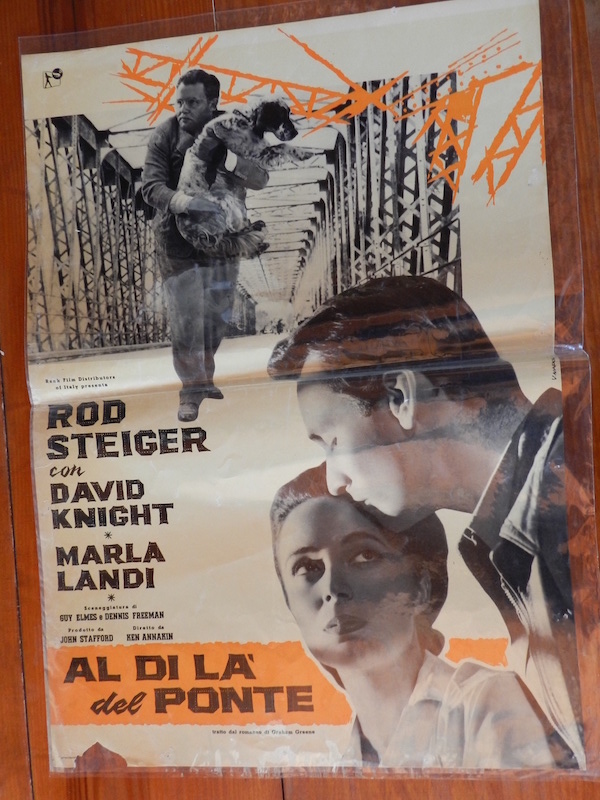 Rank Film Distributors
of Italy presenta
ROD
STEIGER
con
DAVID
KNIGHT
*
MARLA
LANDI
*
Sceneggiatura di
GUY ELMES e DENNIS FREEMAN
Prodotto da
JOHN STAFFORD
Diretto da
KEN ANNAKIN
AL DI LA'
del PONTE
tratto dal romanzo di Graham Greene